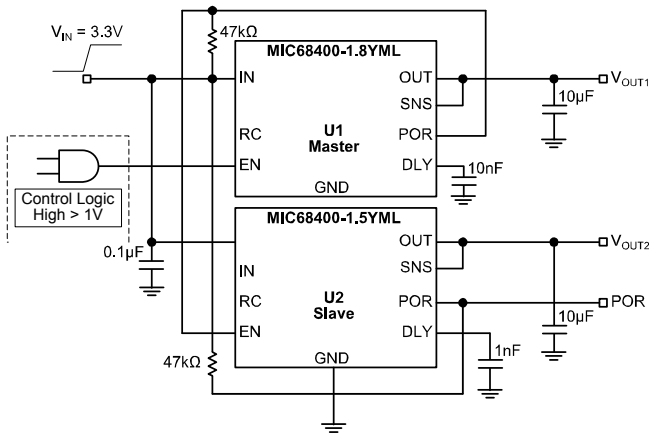 V_IN = 3.3V
47kΩ
MIC68400-1.8YML
IN
OUT
V_OUT1
SNS
10µF
RC
U1
Master
POR
EN
DLY
10nF
GND
Control Logic
High > 1V
MIC68400-1.5YML
OUT
V_OUT2
0.1µF
IN
SNS
RC
U2
Slave
POR
POR
10µF
EN
DLY
1nF
47kΩ
GND